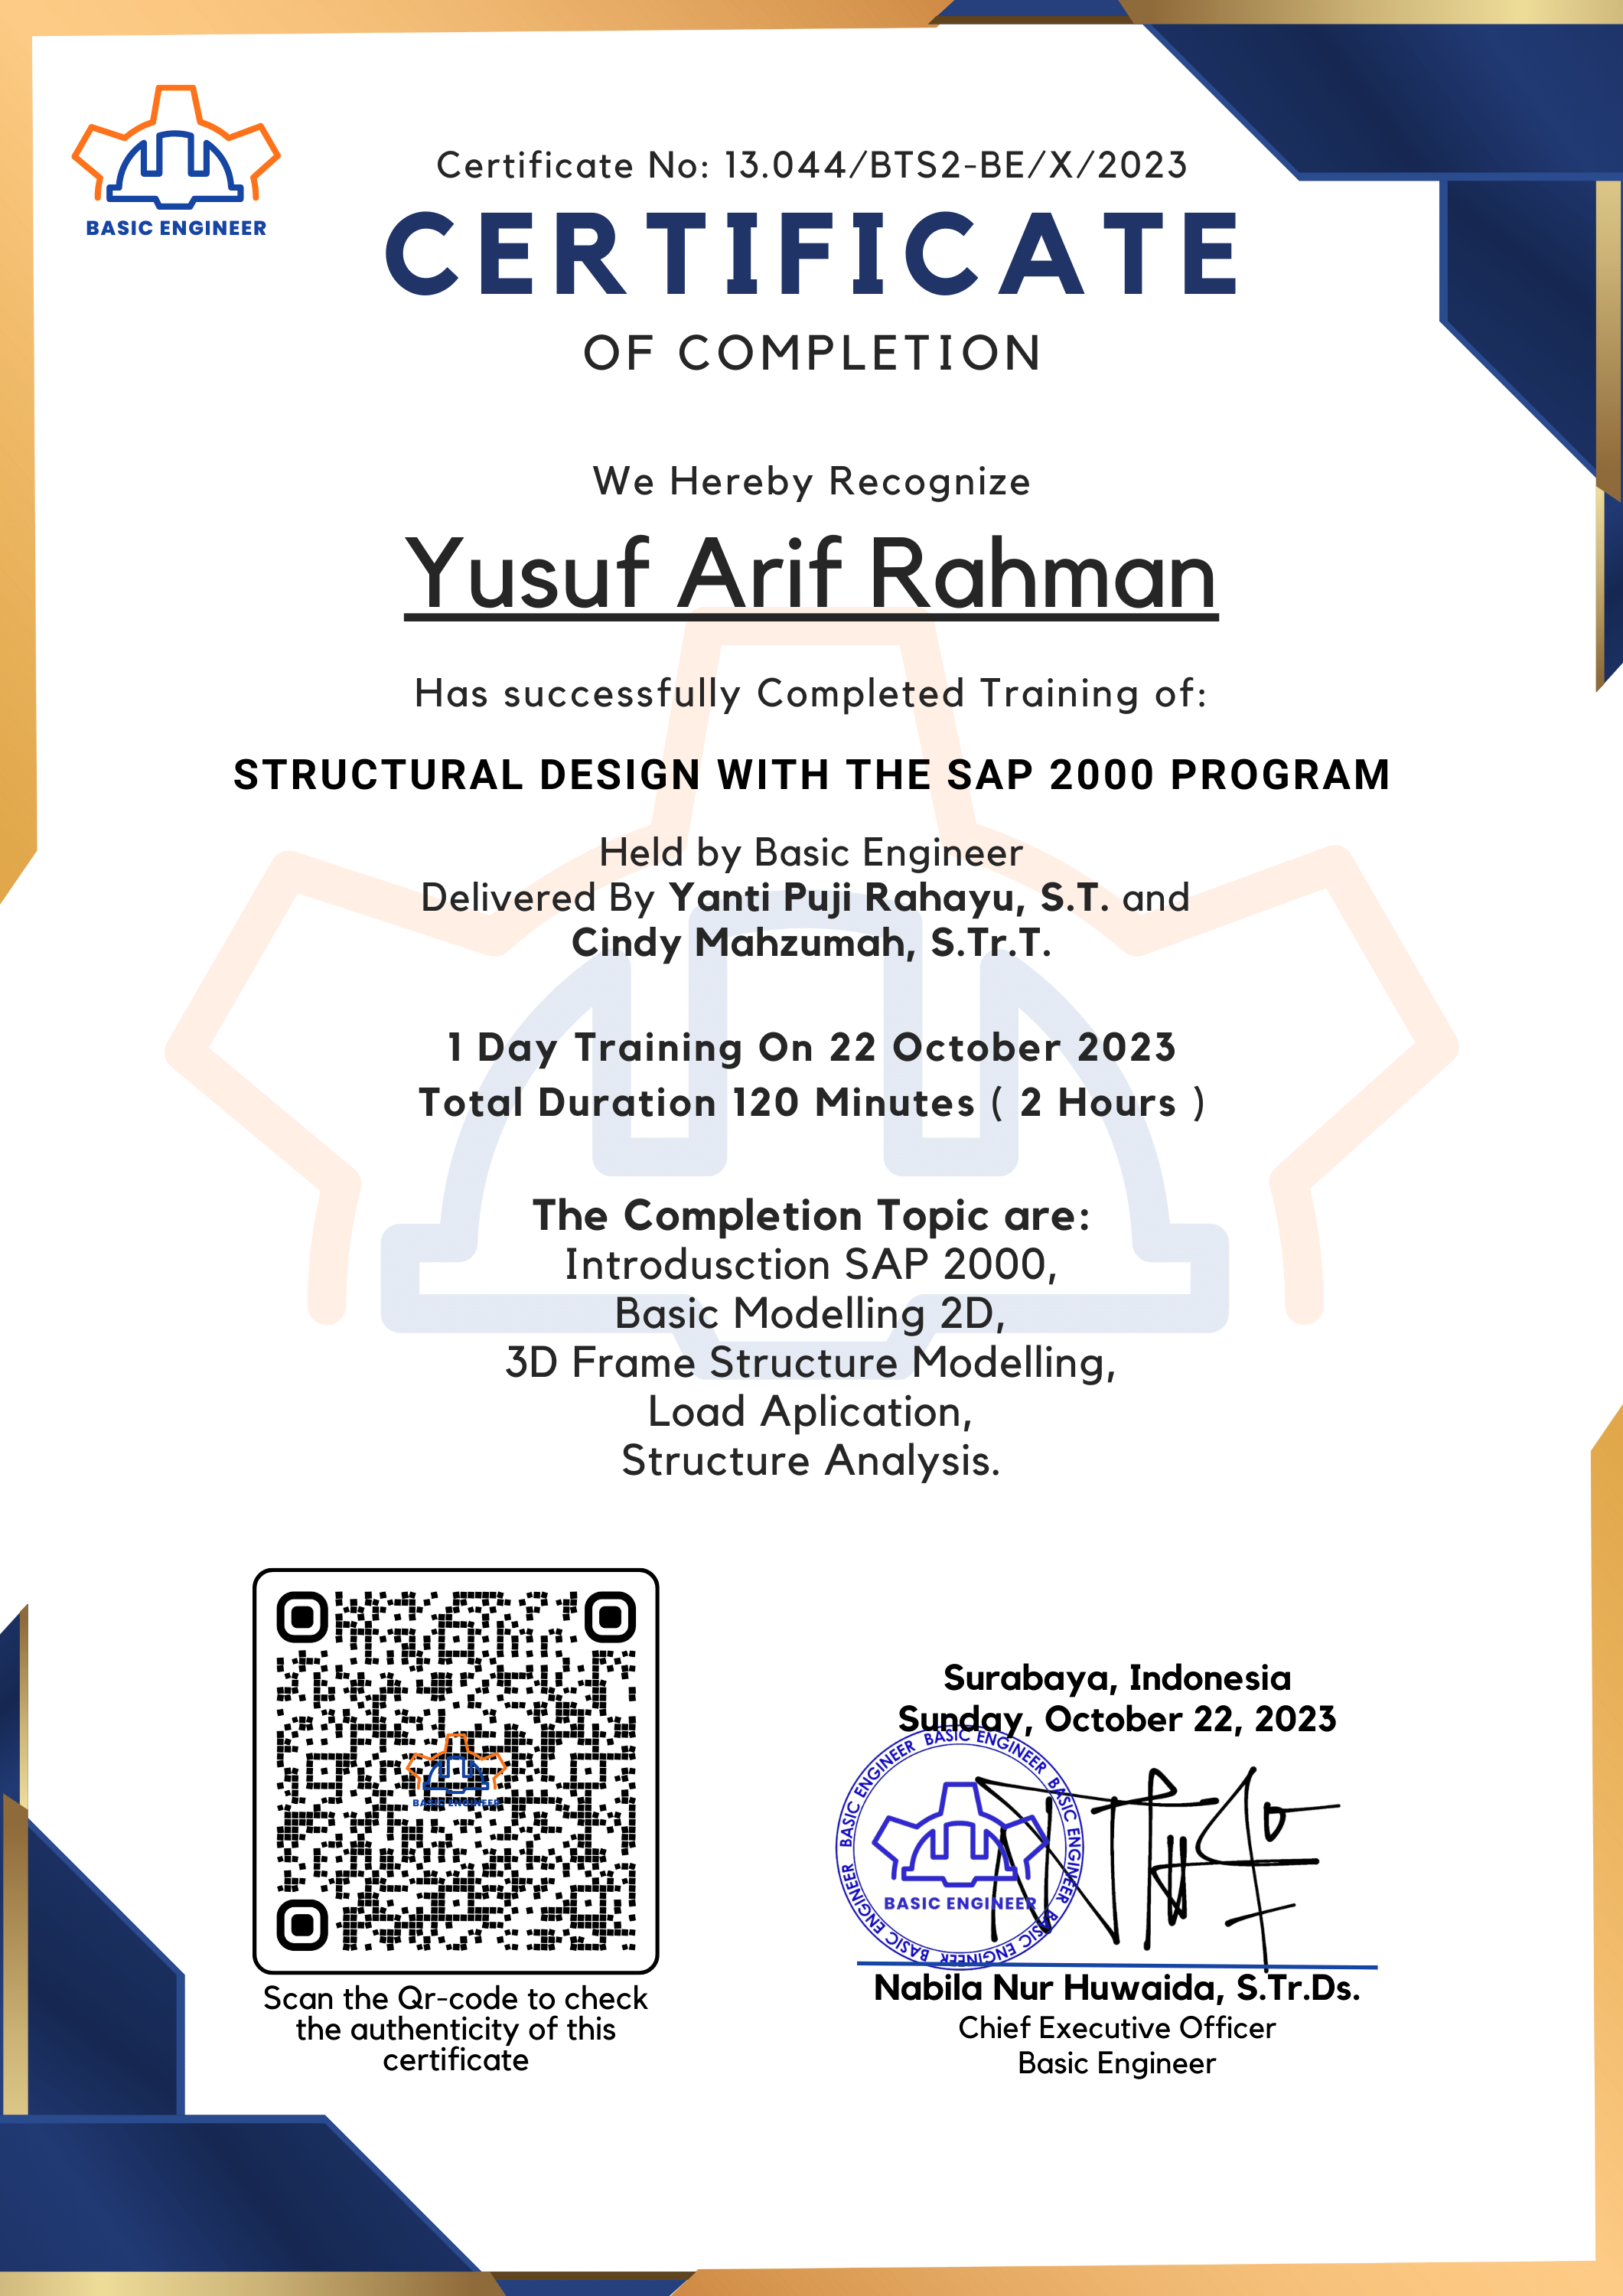 BASIC ENGINEER
Certificate No: 13.044/BTS2-BE/X/2023
CERTIFICATE
OF COMPLETION
We Hereby Recognize
Yusuf Arif Rahman
Has successfully Completed Training of:
STRUCTURAL DESIGN WITH THE SAP 2000 PROGRAM
Held by Basic Engineer
Delivered By Yanti Puji Rahayu, S.T. and
Cindy Mahzumah, S.Tr.T.
1 Day Training On 22 October 2023
Total Duration 120 Minutes ( 2 Hours )
The Completion Topic are:
Introdusction SAP 2000,
Basic Modelling 2D,
3D Frame Structure Modelling,
Load Aplication,
Structure Analysis.
BASIC ENGINEER
Scan the Qr-code to check
the authenticity of this
certificate
Surabaya, Indonesia
Sunday, October 22, 2023
BASIC ENGINEER BASIC ENGINEER BASIC ENGINEER BASIC ENGINEER BASIC ENGINEER
BASIC ENGINEER
Nabila Nur Huwaida, S.Tr.Ds.
Chief Executive Officer
Basic Engineer